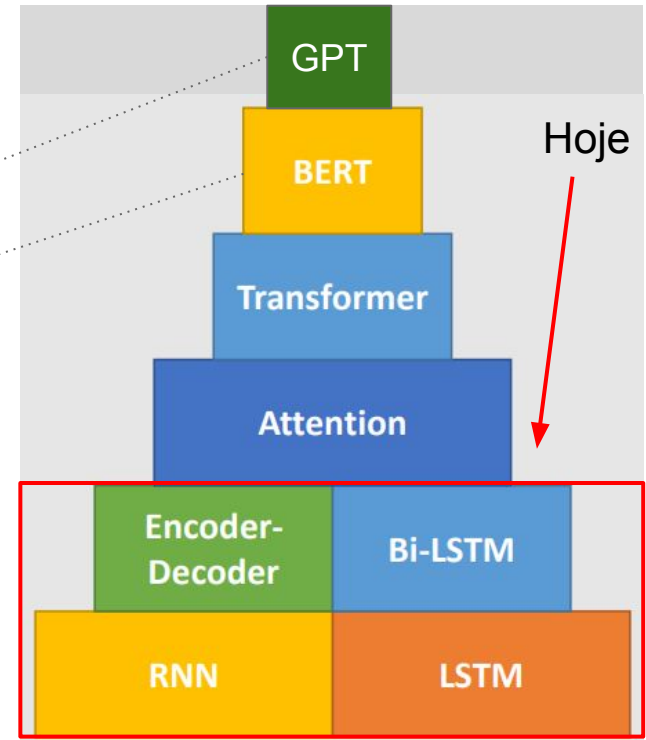 GPT
Hoje
BERT
Transformer
Attention
Encoder-
Decoder
Bi-LSTM
RNN
LSTM